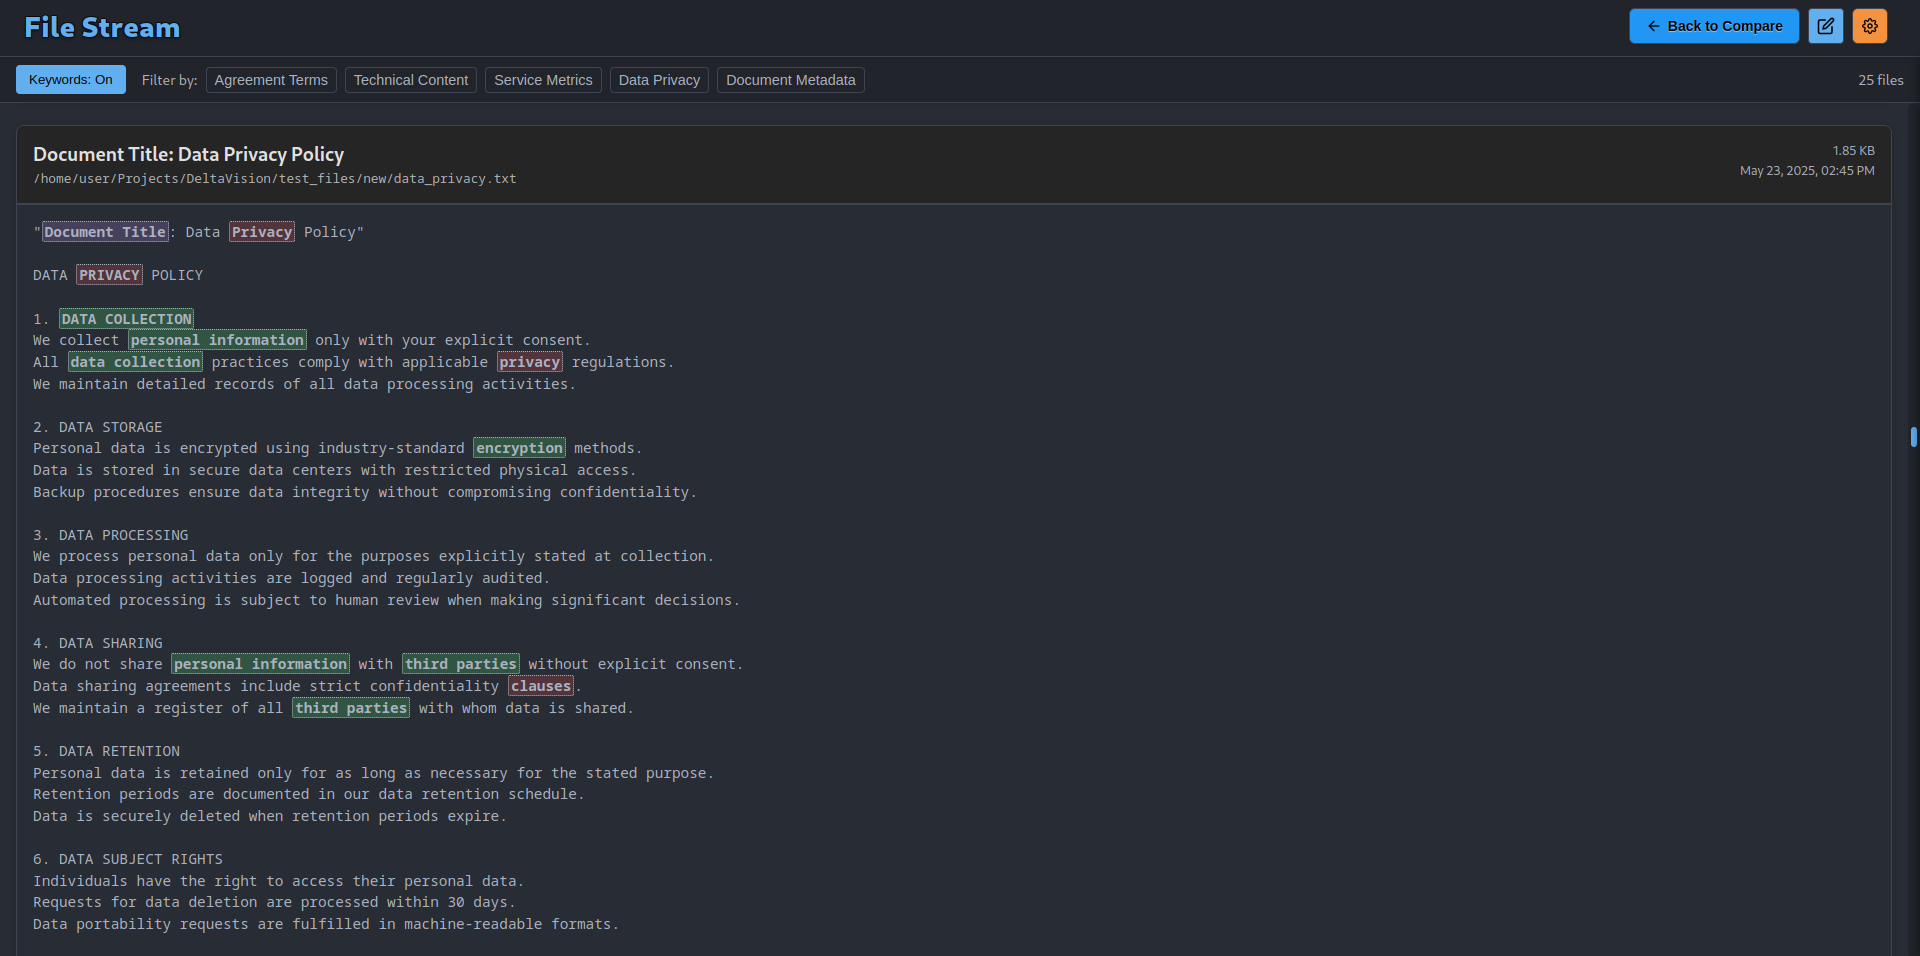 File Stream
Back to Compare
Keywords: On
Filter by:
Agreement Terms
Technical Content
Service Metrics
Data Privacy
Document Metadata
25 files
Document Title: Data Privacy Policy
1.85 KB
/home/user/Projects/DeltaVision/test_files/new/data_privacy.txt
May 23, 2025, 02:45 PM
"Document Title: Data Privacy Policy"
DATA PRIVACY POLICY
1. DATA COLLECTION
We collect personal information only with your explicit consent.
All data collection practices comply with applicable privacy regulations.
We maintain detailed records of all data processing activities.
2. DATA STORAGE
Personal data is encrypted using industry-standard encryption methods.
Data is stored in secure data centers with restricted physical access.
Backup procedures ensure data integrity without compromising confidentiality.
3. DATA PROCESSING
We process personal data only for the purposes explicitly stated at collection.
Data processing activities are logged and regularly audited.
Automated processing is subject to human review when making significant decisions.
4. DATA SHARING
We do not share personal information with third parties without explicit consent.
Data sharing agreements include strict confidentiality clauses.
We maintain a register of all third parties with whom data is shared.
5. DATA RETENTION
Personal data is retained only for as long as necessary for the stated purpose.
Retention periods are documented in our data retention schedule.
Data is securely deleted when retention periods expire.
6. DATA SUBJECT RIGHTS
Individuals have the right to access their personal data.
Requests for data deletion are processed within 30 days.
Data portability requests are fulfilled in machine-readable formats.